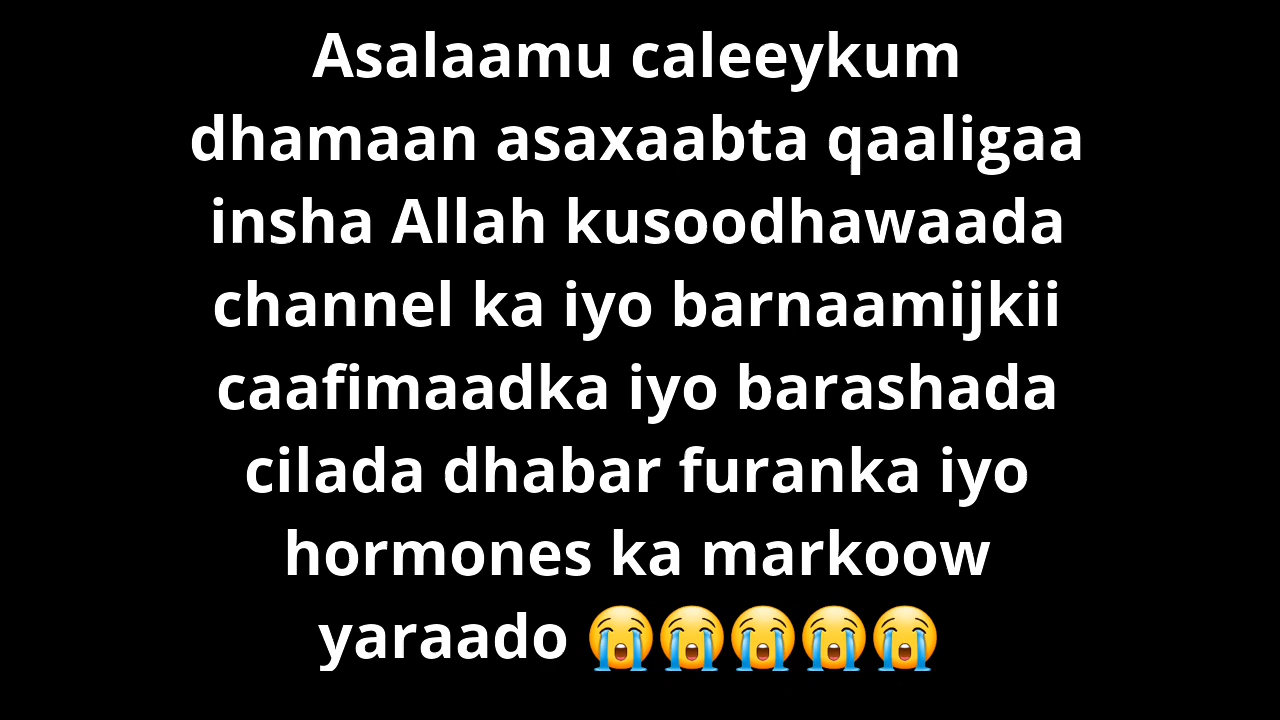 Asalaamu caleeykum
dhamaan asaxaabta qaaligaa
insha Allah kusoodhawaada
channel ka iyo barnaamijkii
caafimaadka iyo barashada
cilada dhabar furanka iyo
hormones ka markoow
yaraado 😭😭😭😭😭